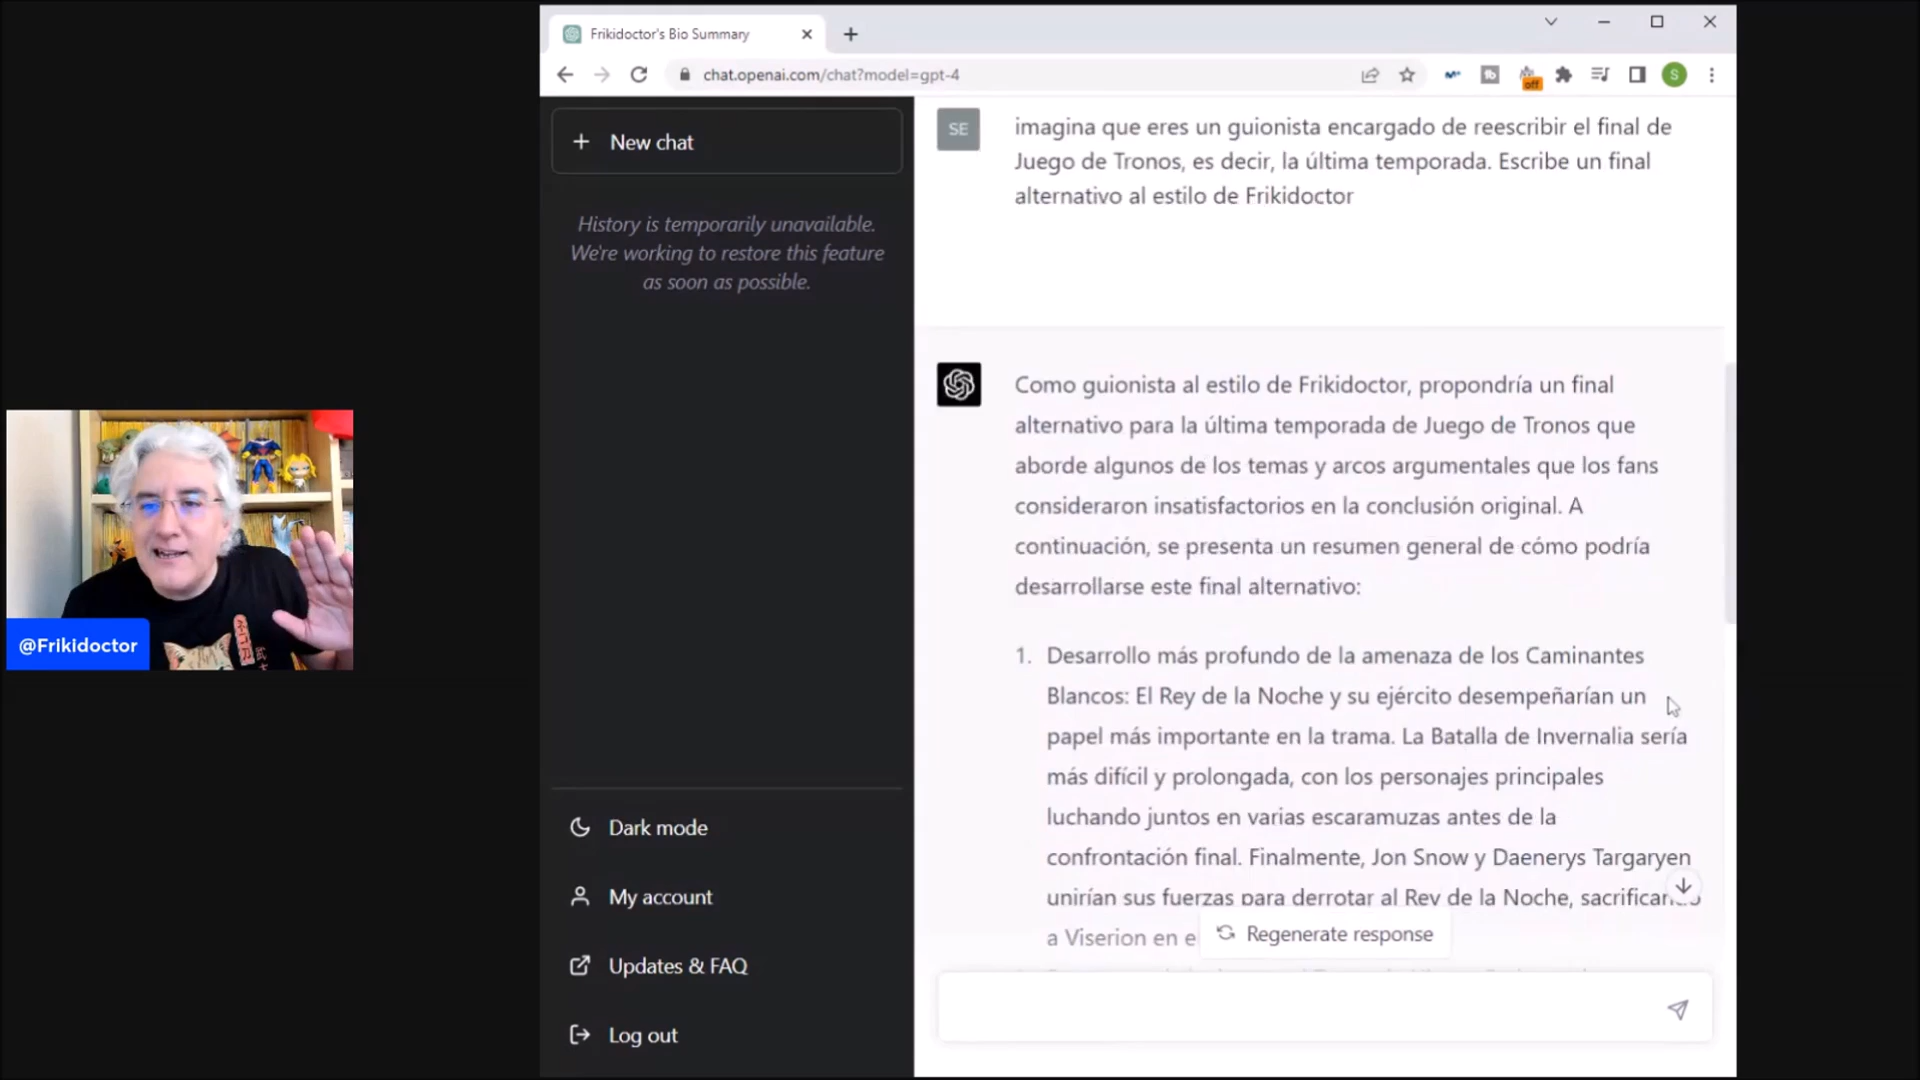 Frikidoctor's Bio Summary
chat.openai.com/chat?model=gpt-4
off
S
New chat
History is temporarily unavailable.
We're working to restore this feature
as soon as possible.
Dark mode
My account
Updates & FAQ
Log out
SE
imagina que eres un guionista encargado de reescribir el final de
Juego de Tronos, es decir, la última temporada. Escribe un final
alternativo al estilo de Frikidoctor
Como guionista al estilo de Frikidoctor, propondría un final
alternativo para la última temporada de Juego de Tronos que
aborde algunos de los temas y arcos argumentales que los fans
consideraron insatisfactorios en la conclusión original. A
continuación, se presenta un resumen general de cómo podría
desarrollarse este final alternativo:
1. Desarrollo más profundo de la amenaza de los Caminantes
Blancos: El Rey de la Noche y su ejército desempeñarían un
papel más importante en la trama. La Batalla de Invernalia sería
más difícil y prolongada, con los personajes principales
luchando juntos en varias escaramuzas antes de la
confrontación final. Finalmente, Jon Snow y Daenerys Targaryen
unirían sus fuerzas para derrotar al Rey de la Noche,
a Viserion en e
Regenerate response
@Frikidoctor